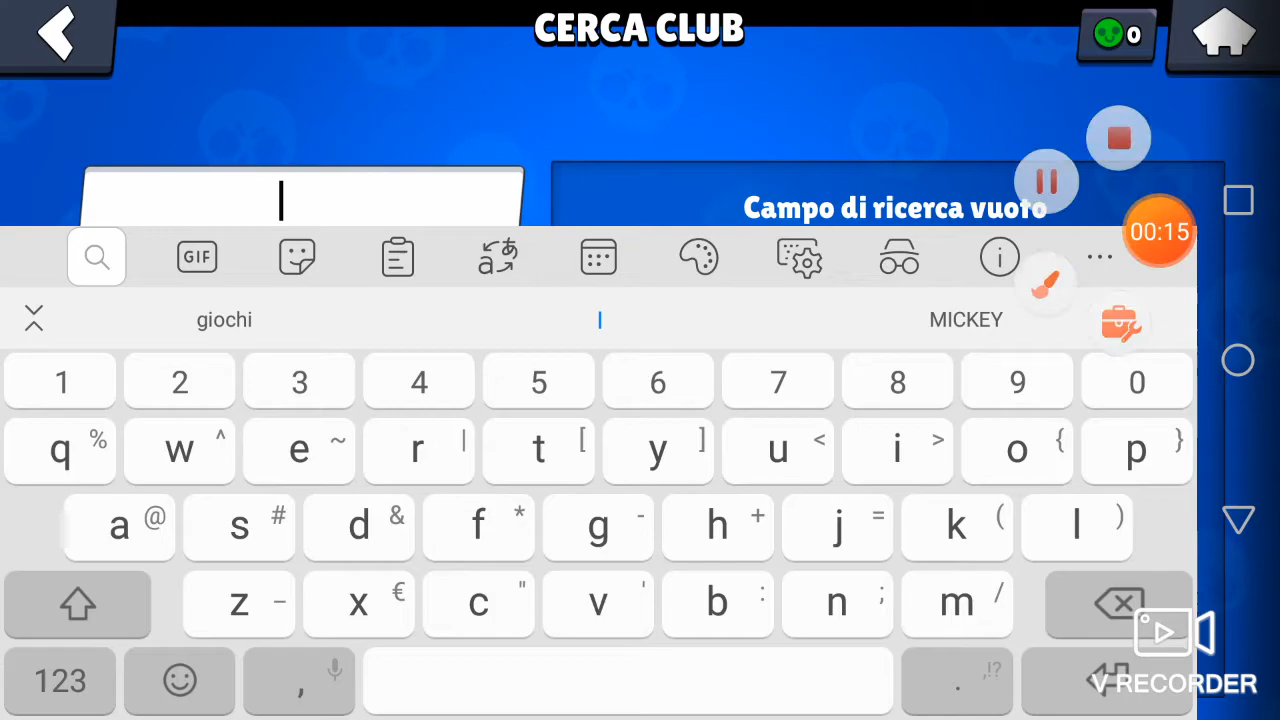 CERCA CLUB
0
Campo di ricerca vuoto
00:15
GIF
giochi
I
MICKEY
1 2 3 4 5 6 7 8 9 0
q % w ^ e ~ r | t [ y ] u < i > o { p }
a @ s # d & f * g - h + j = k ( l )
z _ x € c " v ' b : n ; m /
123 , . ,!?
V RECORDER